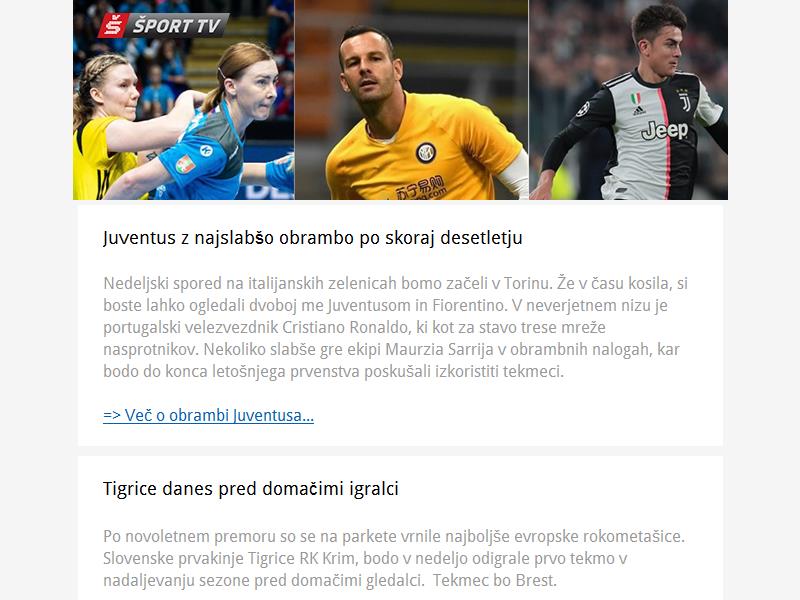 Š ŠPORT TV
Jeep
苏宁易购
Juventus z najslabšo obrambo po skoraj desetletju
Nedeljski spored na italijanskih zelenicah bomo začeli v Torinu. Že v času kosila, si
boste lahko ogledali dvoboj me Juventusom in Fiorentino. V neverjetnem nizu je
portugalski velezvezdnik Cristiano Ronaldo, ki kot za stavo trese mreže
nasprotnikov. Nekoliko slabše gre ekipi Maurzia Sarrija v obrambnih nalogah, kar
bodo do konca letošnjega prvenstva poskušali izkoristiti tekmeci.
=> Več o obrambi Juventusa...
Tigrice danes pred domačimi igralci
Po novoletnem premoru so se na parkete vrnile najboljše evropske rokometašice.
Slovenske prvakinje Tigrice RK Krim, bodo v nedeljo odigrale prvo tekmo v
nadaljevanju sezone pred domačimi gledalci. Tekmec bo Brest.